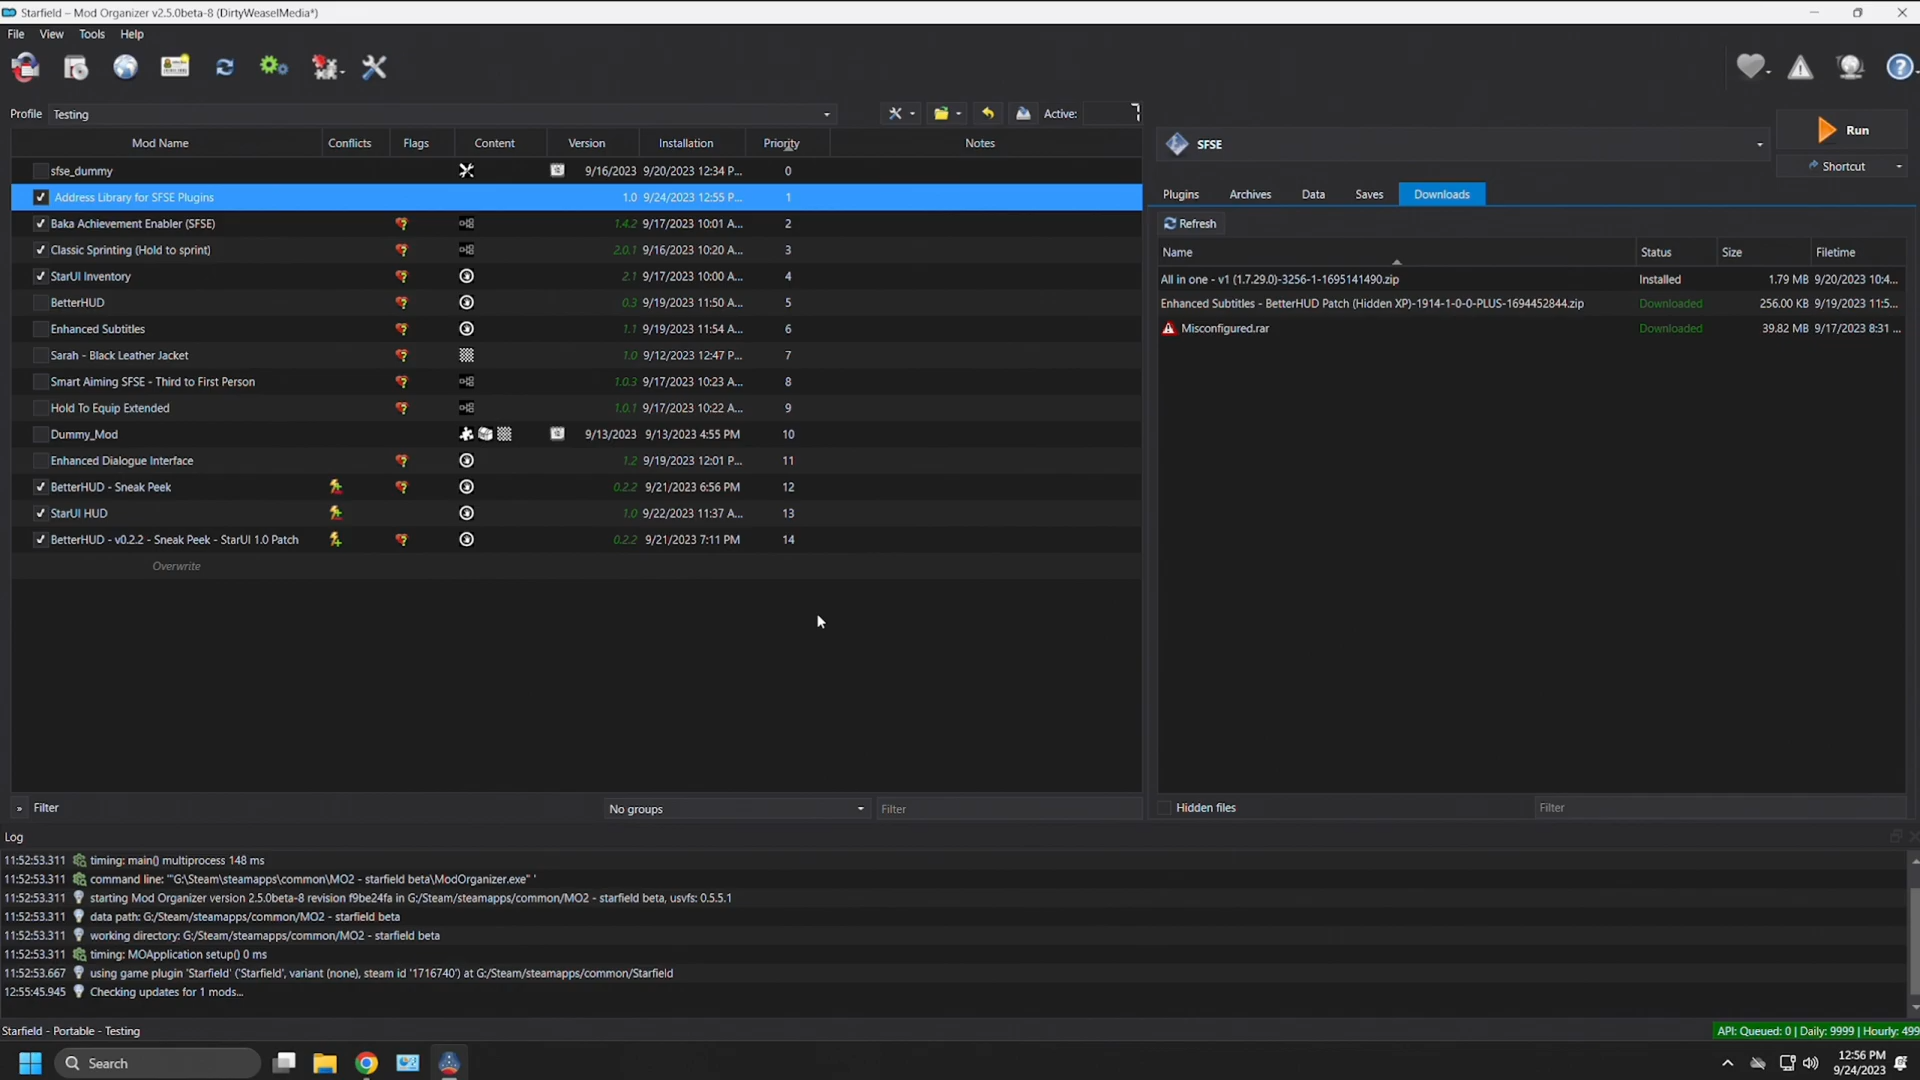 Starfield – Mod Organizer v2.5.0beta-8 (DirtyWeaselMedia*)
File View Tools Help
Profile Testing Active:
Mod Name Conflicts Flags Content Version Installation Priority Notes
sfse_dummy 9/16/2023 9/20/2023 12:34 P... 0
Address Library for SFSE Plugins 1.0 9/24/2023 12:55 P... 1
Baka Achievement Enabler (SFSE) 1.4.2 9/17/2023 10:01 A... 2
Classic Sprinting (Hold to sprint) 2.0.1 9/16/2023 10:20 A... 3
StarUI Inventory 2.1 9/17/2023 10:00 A... 4
BetterHUD 0.3 9/19/2023 11:50 A... 5
Enhanced Subtitles 1.1 9/19/2023 11:54 A... 6
Sarah - Black Leather Jacket 1.0 9/12/2023 12:47 P... 7
Smart Aiming SFSE - Third to First Person 1.0.3 9/17/2023 10:23 A... 8
Hold To Equip Extended 1.0.1 9/17/2023 10:22 A... 9
Dummy_Mod 9/13/2023 9/13/2023 4:55 PM 10
Enhanced Dialogue Interface 1.2 9/19/2023 12:01 P... 11
BetterHUD - Sneak Peek 0.2.2 9/21/2023 6:56 PM 12
StarUI HUD 1.0 9/22/2023 11:37 A... 13
BetterHUD - v0.2.2 - Sneak Peek - StarUI 1.0 Patch 0.2.2 9/21/2023 7:11 PM 14
Overwrite
» Filter No groups Filter
SFSE
Run
Shortcut
Plugins Archives Data Saves Downloads
Refresh
Name Status Size Filetime
All in one - v1 (1.7.29.0)-3256-1-1695141490.zip Installed 1.79 MB 9/20/2023 10:4...
Enhanced Subtitles - BetterHUD Patch (Hidden XP)-1914-1-0-0-PLUS-1694452844.zip Downloaded 256.00 KB 9/19/2023 11:5...
Misconfigured.rar Downloaded 39.82 MB 9/17/2023 8:31 ...
Hidden files Filter
Log
11:52:53.311 timing: main() multiprocess 148 ms
11:52:53.311 command line: '"G:\Steam\steamapps\common\MO2 - starfield beta\ModOrganizer.exe" '
11:52:53.311 starting Mod Organizer version 2.5.0beta-8 revision f9be24fa in G:/Steam/steamapps/common/MO2 - starfield beta, usvfs: 0.5.5.1
11:52:53.311 data path: G:/Steam/steamapps/common/MO2 - starfield beta
11:52:53.311 working directory: G:/Steam/steamapps/common/MO2 - starfield beta
11:52:53.311 timing: MOApplication setup() 0 ms
11:52:53.667 using game plugin 'Starfield' ('Starfield', variant (none), steam id '1716740') at G:/Steam/steamapps/common/Starfield
12:55:45.945 Checking updates for 1 mods...
Starfield - Portable - Testing API: Queued: 0 | Daily: 9999 | Hourly: 499
Search
12:56 PM
9/24/2023